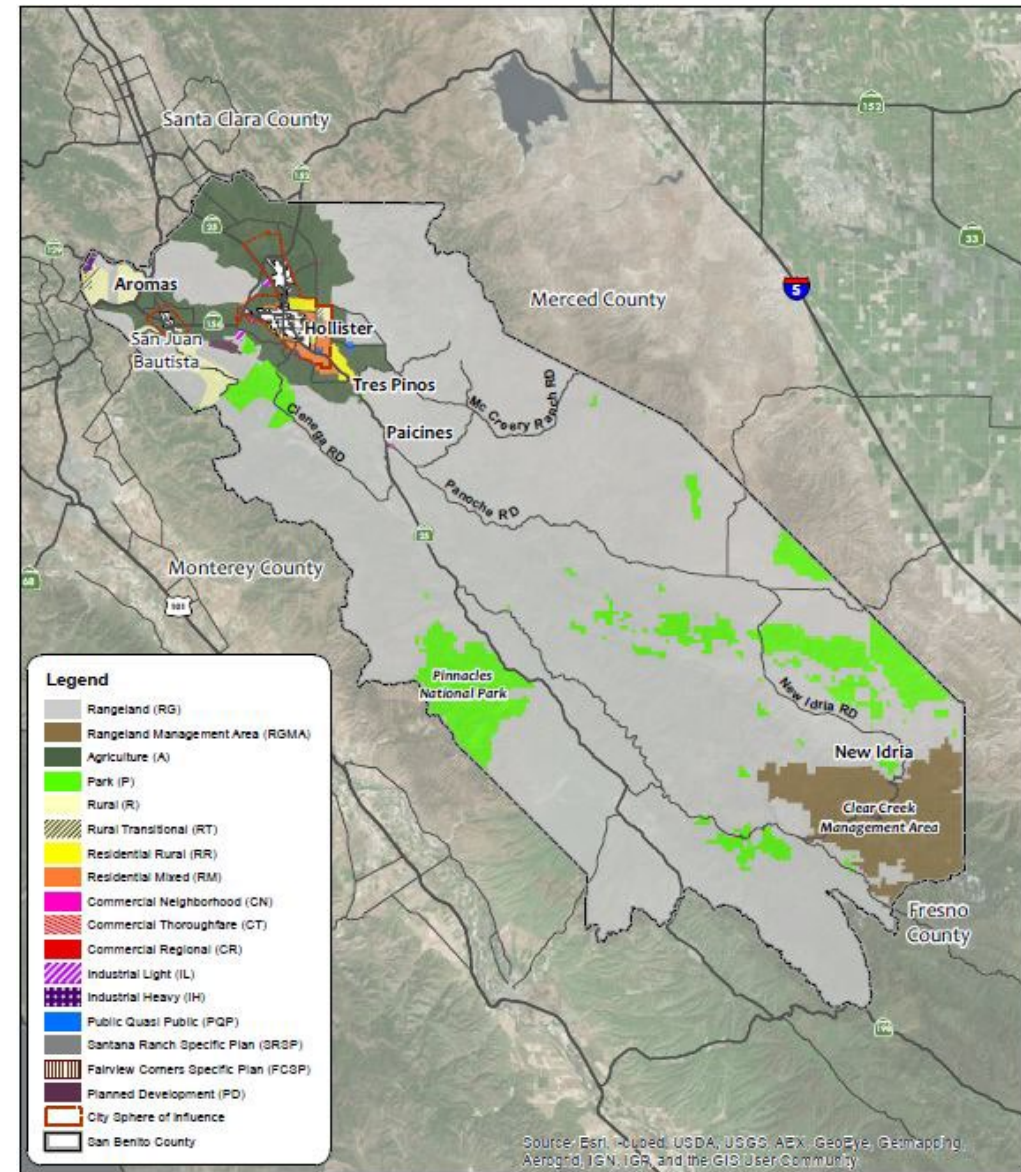 Santa Clara County
152
152
25
129
33
5
Aromas
Merced County
Hollister
156
San Juan
Bautista
Tres Pinos
Mc Creery Ranch RD
Cienega RD
Paicines
Panoche RD
25
Monterey County
68
101
Pinnacles
National Park
New Idria RD
New Idria
Clear Creek
Management Area
Fresno
County
198
Legend
Rangeland (RG)
Rangeland Management Area (RGMA)
Agriculture (A)
Park (P)
Rural (R)
Rural Transitional (RT)
Residential Rural (RR)
Residential Mixed (RM)
Commercial Neighborhood (CN)
Commercial Thoroughfare (CT)
Commercial Regional (CR)
Industrial Light (IL)
Industrial Heavy (IH)
Public Quasi Public (PQP)
Santana Ranch Specific Plan (SRSP)
Fairview Corners Specific Plan (FCSP)
Planned Development (PD)
City Sphere of Influence
San Benito County
Source: Esri, i-cubed, USDA, USGS, AEX, GeoEye, Getmapping,
Aerogrid, IGN, IGP, and the GIS User Community